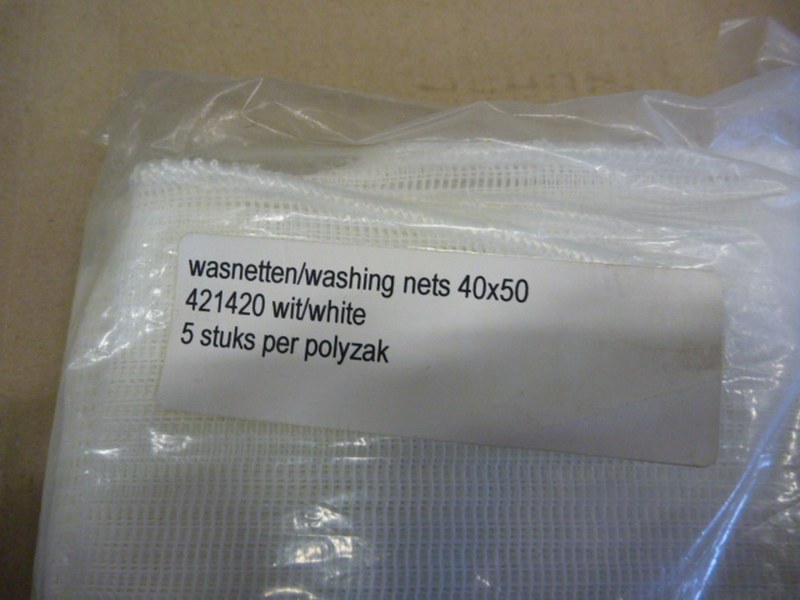 wasnetten/washing nets 40x50
421420 wit/white
5 stuks per polyzak